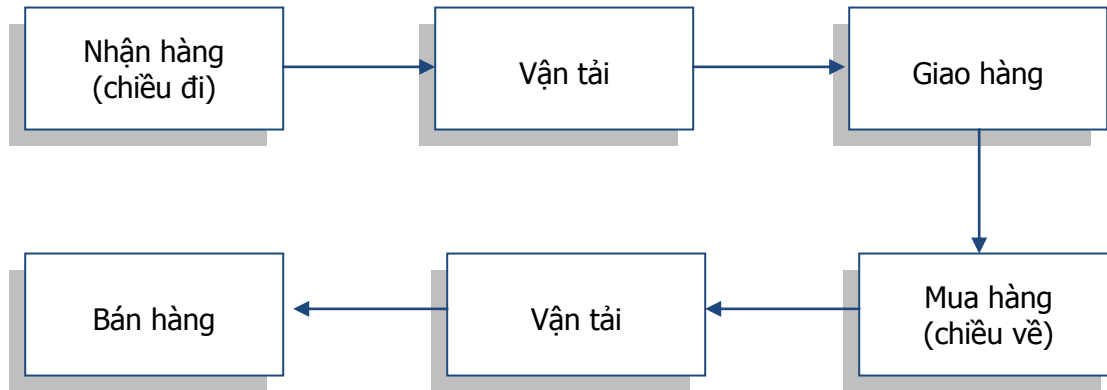 Nhận hàng
(chiều đi)
Vận tải
Giao hàng
Bán hàng
Vận tải
Mua hàng
(chiều về)